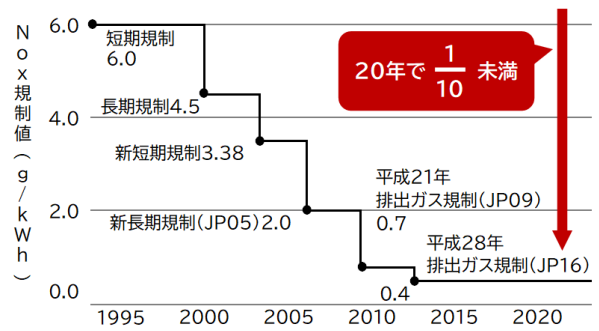 Nox規制値(g/kWh)
6.0
4.0
2.0
0.0
短期規制
6.0
長期規制4.5
新短期規制3.38
新長期規制(JP05)2.0
平成21年
排出ガス規制(JP09)
0.7
平成28年
排出ガス規制(JP16)
0.4
20年で 1/10 未満
1995
2000
2005
2010
2015
2020